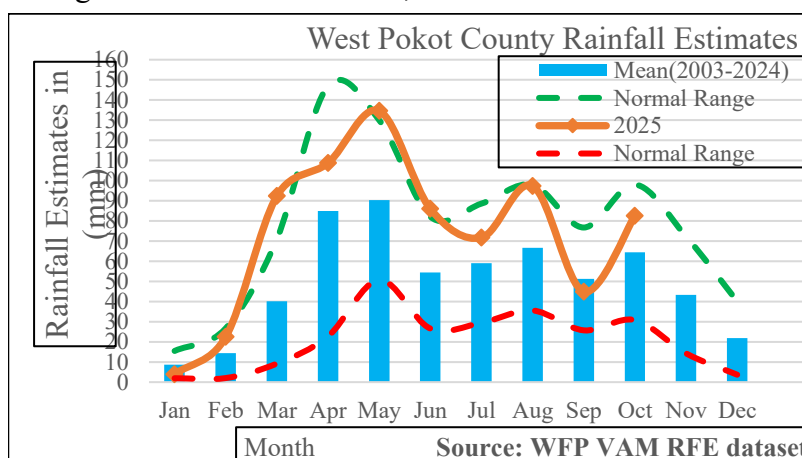 West Pokot County Rainfall Estimates
Mean(2003-2024)
Normal Range
2025
Normal Range
Rainfall Estimates in
(mm)
160
150
140
130
120
110
100
90
80
70
60
50
40
30
20
10
0
Jan Feb Mar Apr May Jun Jul Aug Sep Oct Nov Dec
Month
Source: WFP VAM RFE dataset